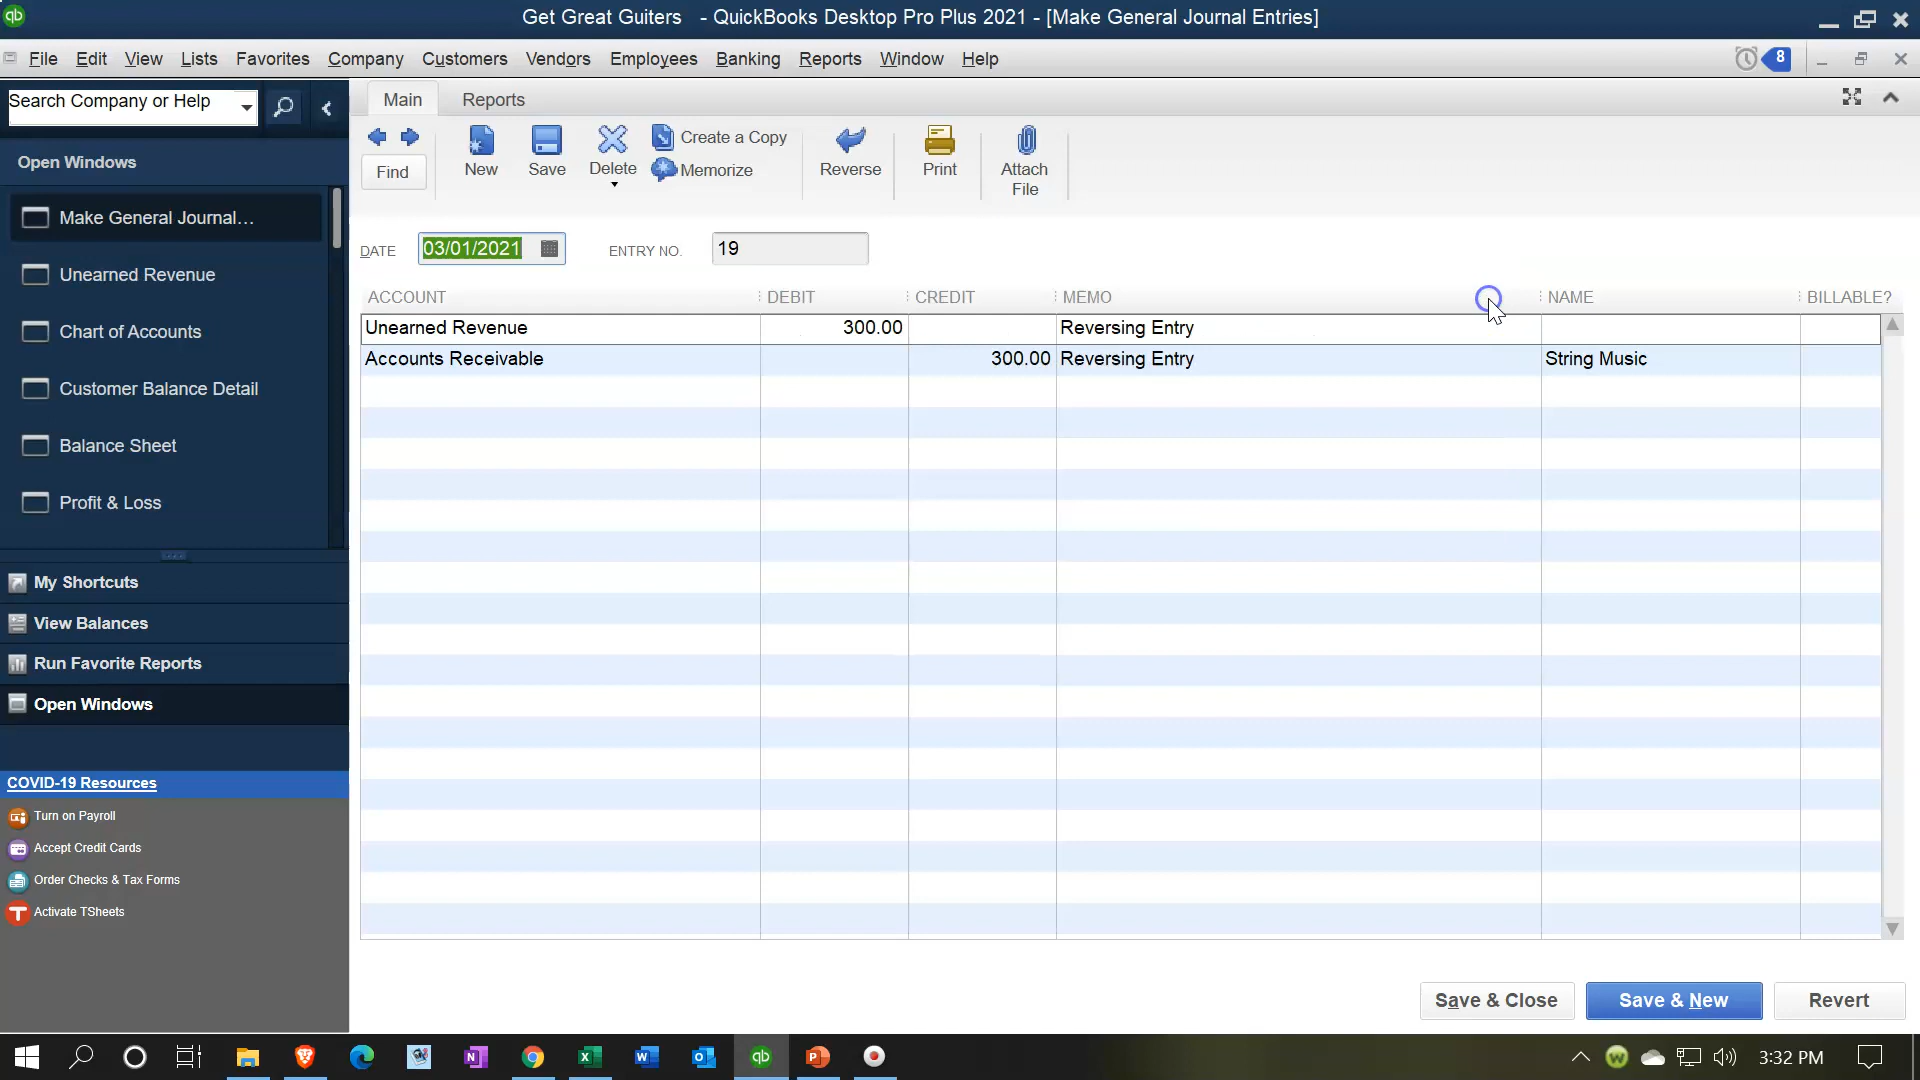 qb
Get Great Guiters - QuickBooks Desktop Pro Plus 2021 - [Make General Journal Entries]
File Edit View Lists Favorites Company Customers Vendors Employees Banking Reports Window Help
8
Search Company or Help
Main Reports
Find
New
Save
Delete
Create a Copy
Memorize
Reverse
Print
Attach
File
Open Windows
Make General Journal...
Unearned Revenue
Chart of Accounts
Customer Balance Detail
Balance Sheet
Profit & Loss
My Shortcuts
View Balances
Run Favorite Reports
Open Windows
COVID-19 Resources
Turn on Payroll
Accept Credit Cards
Order Checks & Tax Forms
Activate TSheets
DATE 03/01/2021 ENTRY NO. 19
ACCOUNT DEBIT CREDIT MEMO NAME BILLABLE?
Unearned Revenue 300.00 Reversing Entry
Accounts Receivable 300.00 Reversing Entry String Music
Save & Close Save & New Revert
3:32 PM